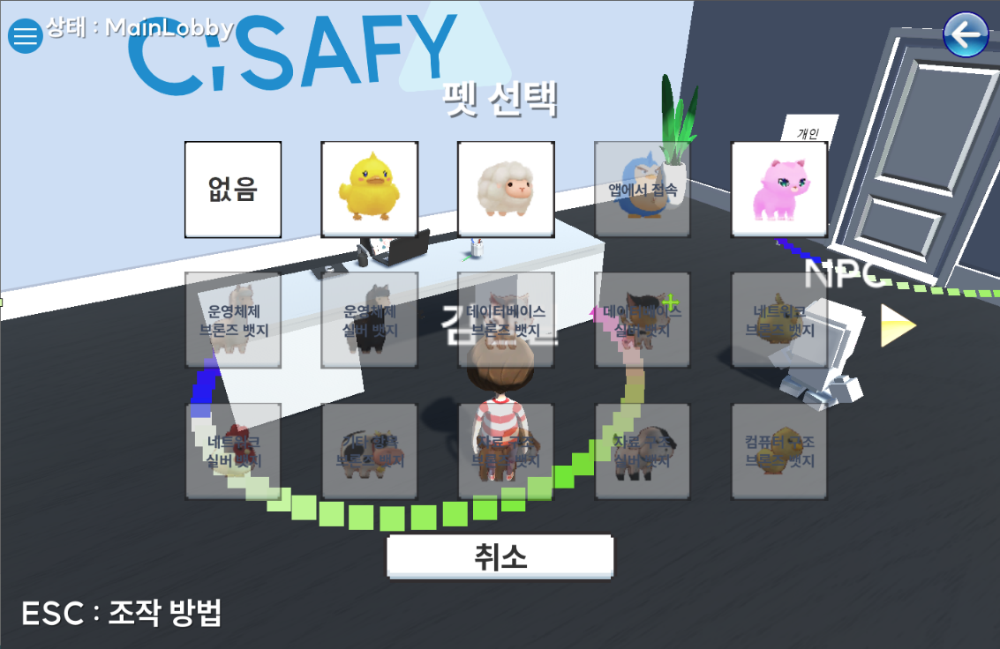 상태 : MainLobby
C;SAFY
펫 선택
개인
없음
앱에서 접속
NPC
운영체제
브론즈 뱃지
운영체제
실버 뱃지
데이터베이스
브론즈 뱃지
데이터베이스
실버 뱃지
네트워크
브론즈 뱃지
김
네트워크
실버 뱃지
기타 항목
브론즈 뱃지
자료 구조
브론즈 뱃지
자료 구조
실버 뱃지
컴퓨터 구조
브론즈 뱃지
취소
ESC : 조작 방법